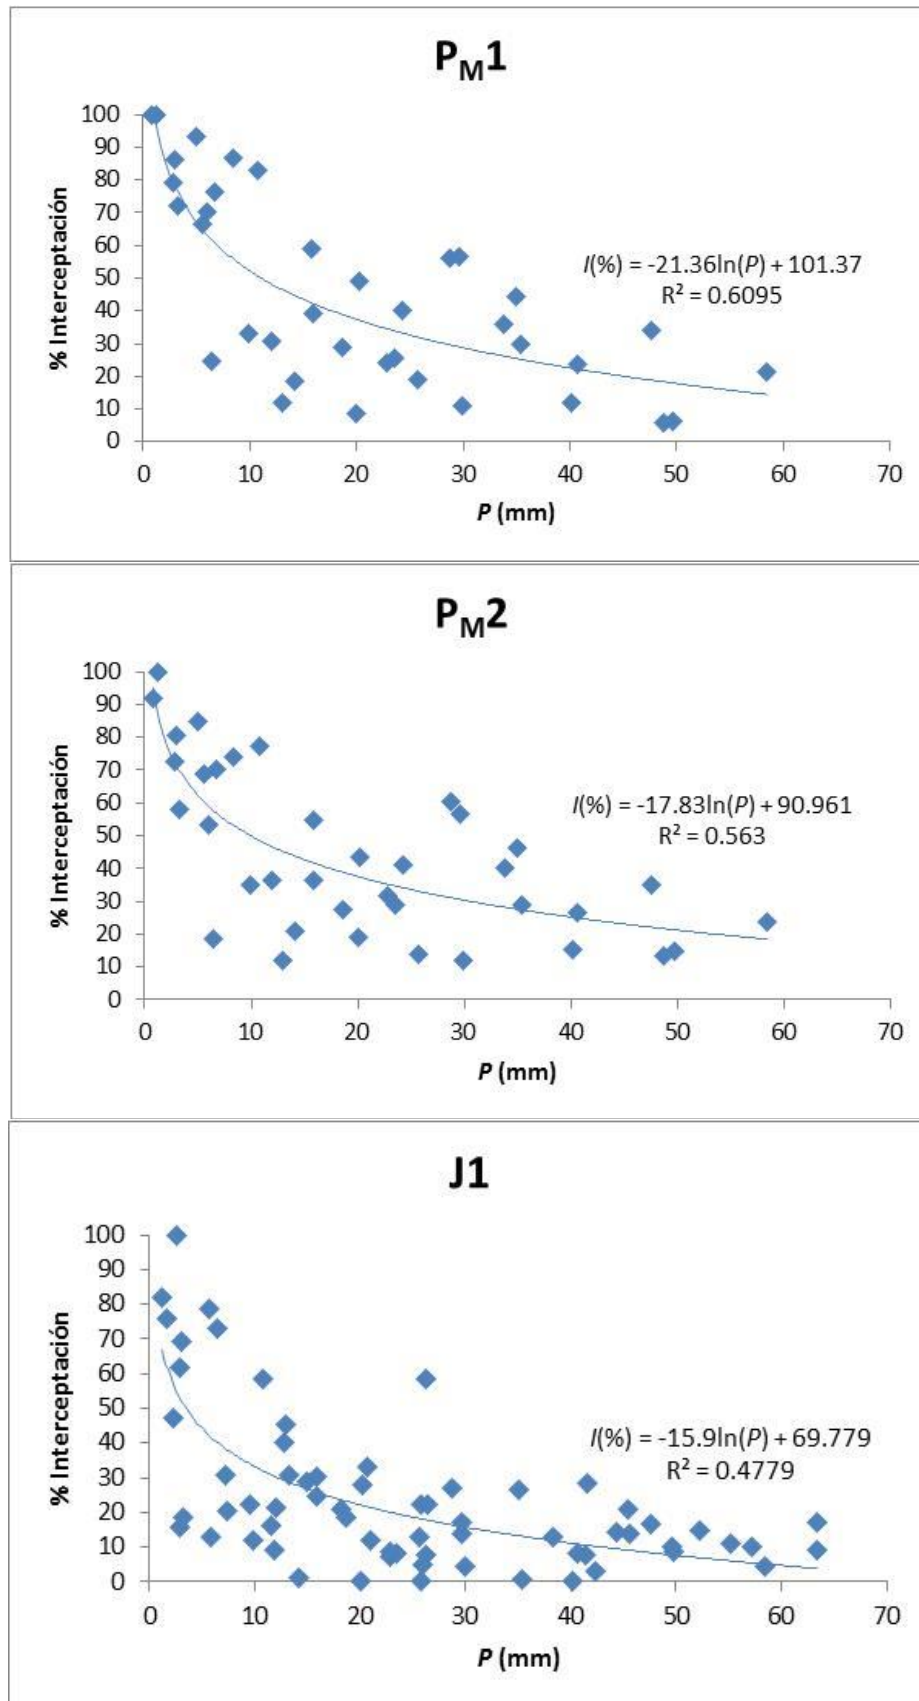 P_M1
100
90
80
70
60
50
40
30
20
10
0
% Interceptación
I(%) = -21.36ln(P) + 101.37
R² = 0.6095
0 10 20 30 40 50 60 70
P (mm)
P_M2
100
90
80
70
60
50
40
30
20
10
0
% Interceptación
I(%) = -17.83ln(P) + 90.961
R² = 0.563
0 10 20 30 40 50 60 70
P (mm)
J1
100
90
80
70
60
50
40
30
20
10
0
% Interceptación
I(%) = -15.9ln(P) + 69.779
R² = 0.4779
0 10 20 30 40 50 60 70
P (mm)